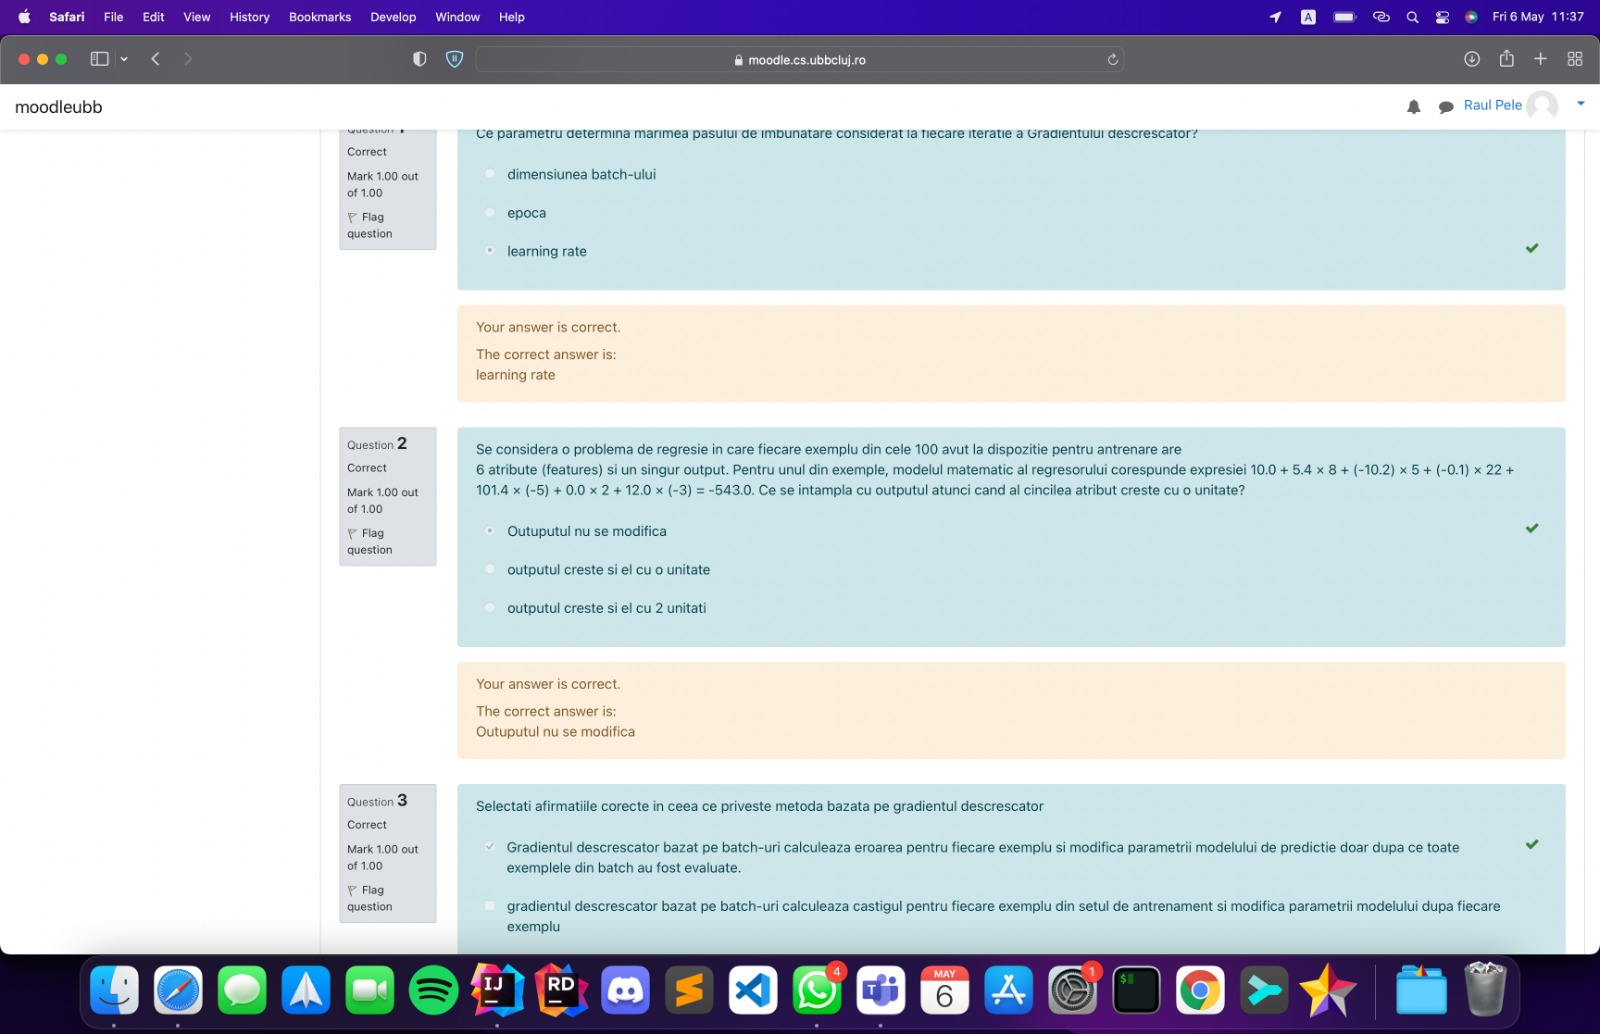 Safari File Edit View History Bookmarks Develop Window Help A Fri 6 May 11:37
moodle.cs.ubbcluj.ro
moodleubb Raul Pele
Question 1
Correct
Mark 1.00 out
of 1.00
Flag
question
Ce parametru determina marimea pasului de imbunatare considerat la fiecare iteratie a Gradientului descrescator?
dimensiunea batch-ului
epoca
learning rate
Your answer is correct.
The correct answer is:
learning rate
Question 2
Correct
Mark 1.00 out
of 1.00
Flag
question
Se considera o problema de regresie in care fiecare exemplu din cele 100 avut la dispozitie pentru antrenare are
6 atribute (features) si un singur output. Pentru unul din exemple, modelul matematic al regresorului corespunde expresiei 10.0 + 5.4 × 8 + (-10.2) × 5 + (-0.1) × 22 +
101.4 × (-5) + 0.0 × 2 + 12.0 × (-3) = -543.0. Ce se intampla cu outputul atunci cand al cincilea atribut creste cu o unitate?
Outuputul nu se modifica
outputul creste si el cu o unitate
outputul creste si el cu 2 unitati
Your answer is correct.
The correct answer is:
Outuputul nu se modifica
Question 3
Correct
Mark 1.00 out
of 1.00
Flag
question
Selectati afirmatiile corecte in ceea ce priveste metoda bazata pe gradientul descrescator
Gradientul descrescator bazat pe batch-uri calculeaza eroarea pentru fiecare exemplu si modifica parametrii modelului de predictie doar dupa ce toate
exemplele din batch au fost evaluate.
gradientul descrescator bazat pe batch-uri calculeaza castigul pentru fiecare exemplu din setul de antrenament si modifica parametrii modelului dupa fiecare
exemplu
IJ RD 4 MAY 6 1 $